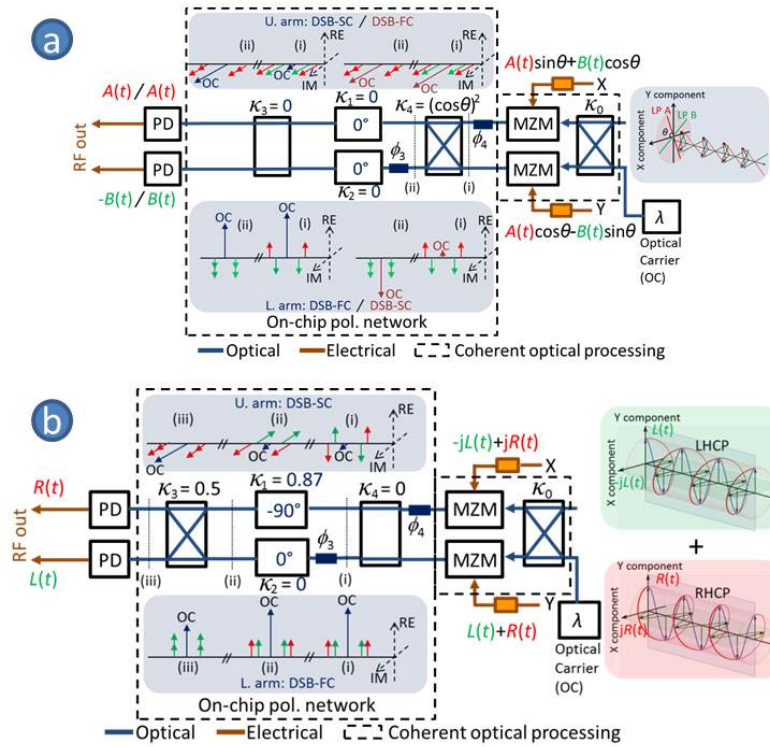 a
U. arm: DSB-SC / DSB-FC
(ii)
(i)
RE
OC
OC
IM
(ii)
(i)
RE
OC
OC
IM
A(t)sinθ+B(t)cosθ
X
A(t)/A(t)
κ₃= 0
κ₁= 0
κ₄=(cosθ)²
κ₀
Y component
LP A
LP B
θ
X component
PD
0°
MZM
RF out
ϕ₃
ϕ₄
PD
0°
MZM
-B(t)/B(t)
κ₂= 0
(ii)
(i)
Y
λ
A(t)cosθ-B(t)sinθ
Optical
Carrier
(OC)
OC
(ii)
OC
(i)
RE
IM
(ii)
OC
OC
(i)
RE
IM
L. arm: DSB-FC / DSB-SC
On-chip pol. network
Optical
Electrical
Coherent optical processing
b
(iii)
(ii)
(i)
RE
OC
OC
OC
IM
U. arm: DSB-SC
-jL(t)+jR(t)
X
Y component
L(t)
LHCP
X component
-jL(t)
R(t)
κ₃= 0.5
κ₁= 0.87
κ₄= 0
κ₀
PD
-90°
MZM
RF out
ϕ₃
ϕ₄
+
PD
0°
MZM
L(t)
(iii)
(ii)
κ₂= 0
(i)
Y
λ
L(t)+R(t)
Optical
Carrier
(OC)
Y component
R(t)
RHCP
X component
jR(t)
OC
OC
OC
RE
(iii)
(ii)
(i)
IM
L. arm: DSB-FC
On-chip pol. network
Optical
Electrical
Coherent optical processing